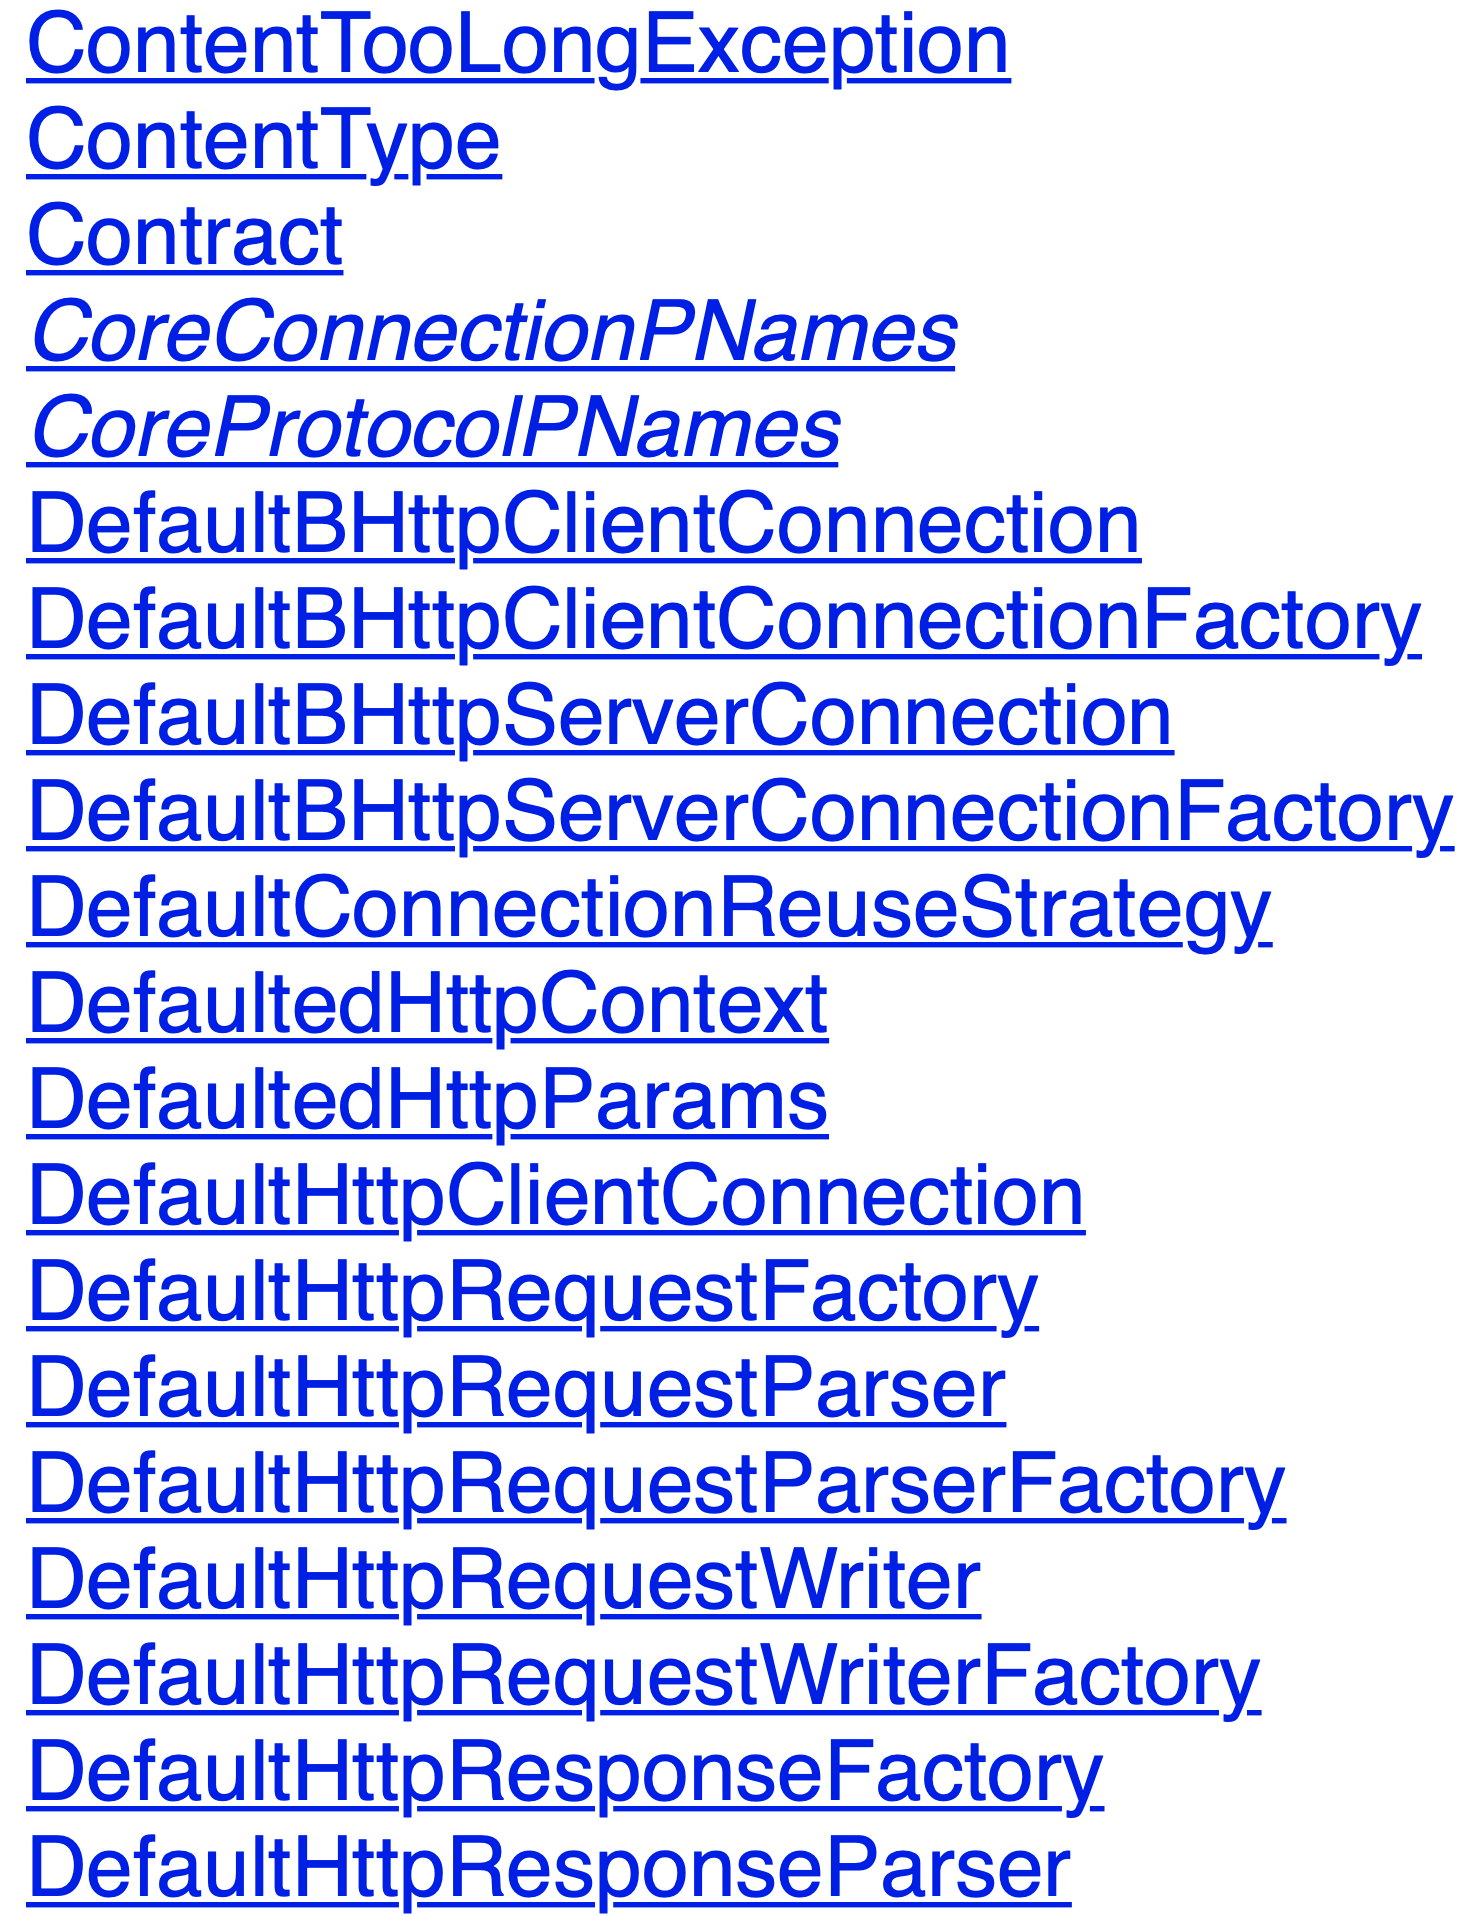 ContentTooLongException
ContentType
Contract
CoreConnectionPNames
CoreProtocolPNames
DefaultBHttpClientConnection
DefaultBHttpClientConnectionFactory
DefaultBHttpServerConnection
DefaultBHttpServerConnectionFactory
DefaultConnectionReuseStrategy
DefaultedHttpContext
DefaultedHttpParams
DefaultHttpClientConnection
DefaultHttpRequestFactory
DefaultHttpRequestParser
DefaultHttpRequestParserFactory
DefaultHttpRequestWriter
DefaultHttpRequestWriterFactory
DefaultHttpResponseFactory
DefaultHttpResponseParser